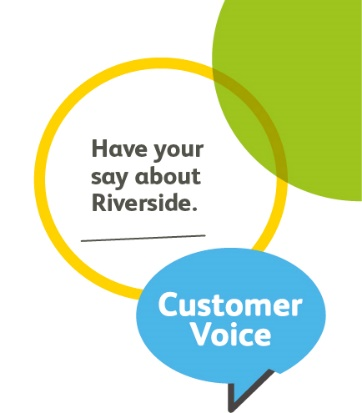 Have your
say about
Riverside.
Customer
Voice